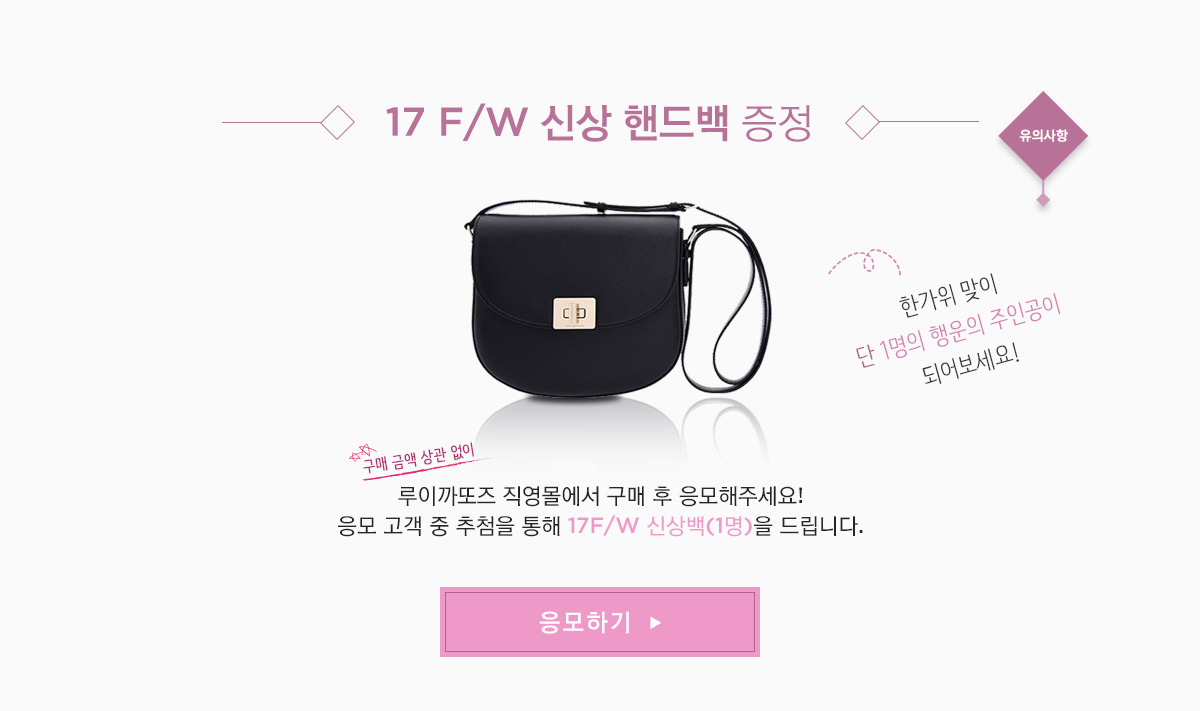 17 F/W 신상 핸드백 증정
유의사항
한가위 맞이
단 1명의 행운의 주인공이
되어보세요!
구매 금액 상관 없이
루이까또즈 직영몰에서 구매 후 응모해주세요!
응모 고객 중 추첨을 통해 17F/W 신상백(1명)을 드립니다.
응모하기 ▶